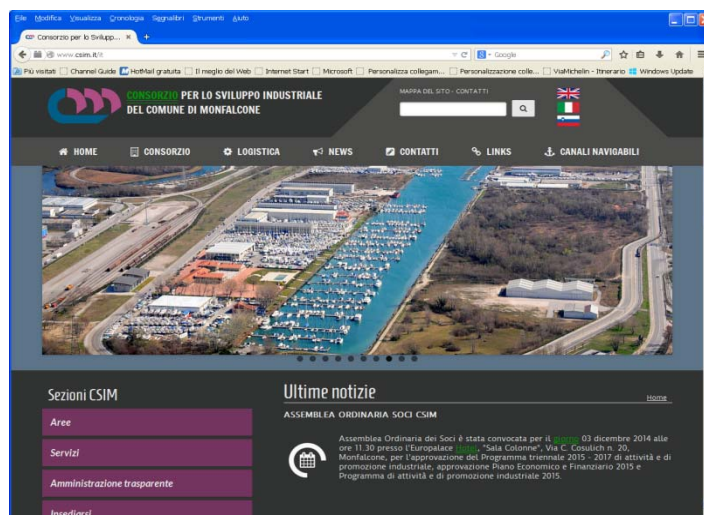 File Modifica Visualizza Cronologia Segnalibri Strumenti Aiuto
Consorzio per lo Svilupp...
www.csim.it/it
Google
Più visitati Channel Guide HotMail gratuita Il meglio del Web Internet Start Microsoft Personalizza collegam... Personalizzazione colle... ViaMichelin - Itinerario Windows Update
CONSORZIO PER LO SVILUPPO INDUSTRIALE
DEL COMUNE DI MONFALCONE
MAPPA DEL SITO - CONTATTI
HOME CONSORZIO LOGISTICA NEWS CONTATTI LINKS CANALI NAVIGABILI
Sezioni CSIM
Aree
Servizi
Amministrazione trasparente
Insediarsi
Ultime notizie
Home
ASSEMBLEA ORDINARIA SOCI CSIM
Assemblea Ordinaria dei Soci è stata convocata per il giorno 03 dicembre 2014 alle
ore 11.30 presso l'Europalace Hotel, "Sala Colonne", Via C. Cosulich n. 20,
Monfalcone, per l'approvazione del Programma triennale 2015 - 2017 di attività e di
promozione industriale, approvazione Piano Economico e Finanziario 2015 e
Programma di attività e di promozione industriale 2015.